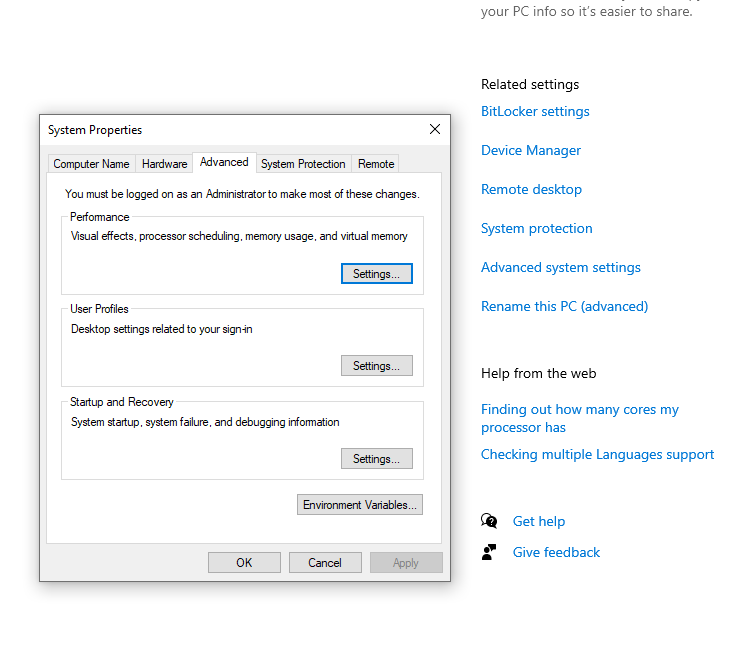 your PC info so it's easier to share.
System Properties
Computer Name Hardware Advanced System Protection Remote
You must be logged on as an Administrator to make most of these changes.
Performance
Visual effects, processor scheduling, memory usage, and virtual memory
Settings...
User Profiles
Desktop settings related to your sign-in
Settings...
Startup and Recovery
System startup, system failure, and debugging information
Settings...
Environment Variables...
OK Cancel Apply
Related settings
BitLocker settings
Device Manager
Remote desktop
System protection
Advanced system settings
Rename this PC (advanced)
Help from the web
Finding out how many cores my
processor has
Checking multiple Languages support
Get help
Give feedback